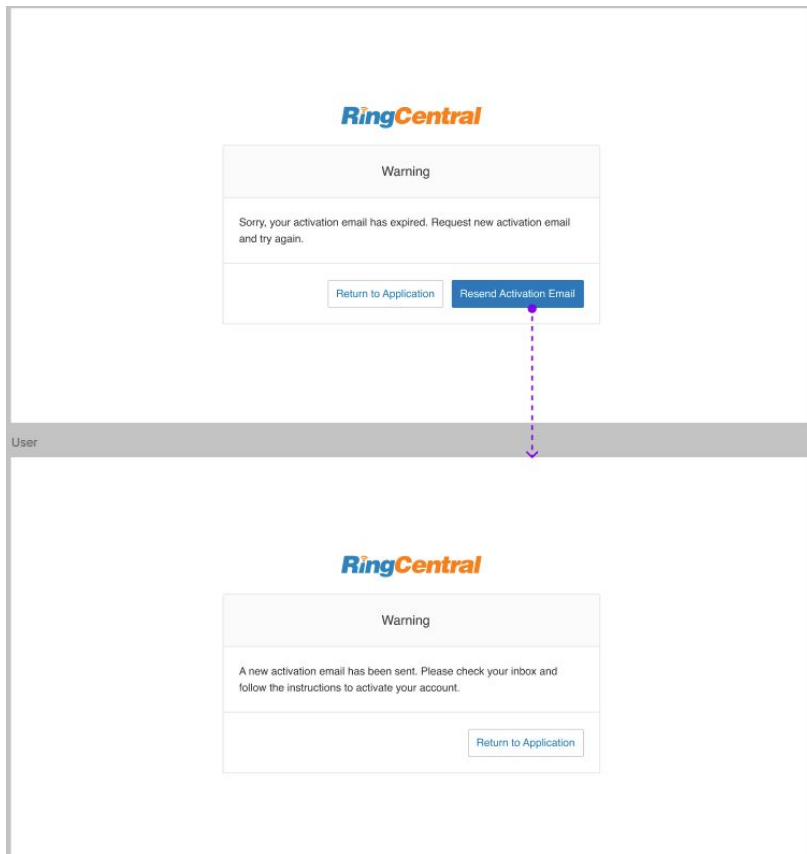 RingCentral
Warning
Sorry, your activation email has expired. Request new activation email
and try again.
Return to Application
Resend Activation Email
User
RingCentral
Warning
A new activation email has been sent. Please check your inbox and
follow the instructions to activate your account.
Return to Application